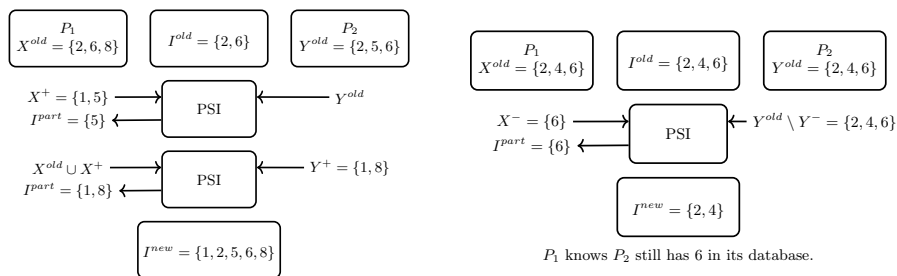 P₁
X^{old} = {2, 6, 8}
I^{old} = {2, 6}
P₂
Y^{old} = {2, 5, 6}
X⁺ = {1, 5}
I^{part} = {5}
PSI
Y^{old}
X^{old} ∪ X⁺
I^{part} = {1, 8}
PSI
Y⁺ = {1, 8}
I^{new} = {1, 2, 5, 6, 8}
P₁
X^{old} = {2, 4, 6}
I^{old} = {2, 4, 6}
P₂
Y^{old} = {2, 4, 6}
X⁻ = {6}
I^{part} = {6}
PSI
Y^{old} \ Y⁻ = {2, 4, 6}
I^{new} = {2, 4}
P₁ knows P₂ still has 6 in its database.